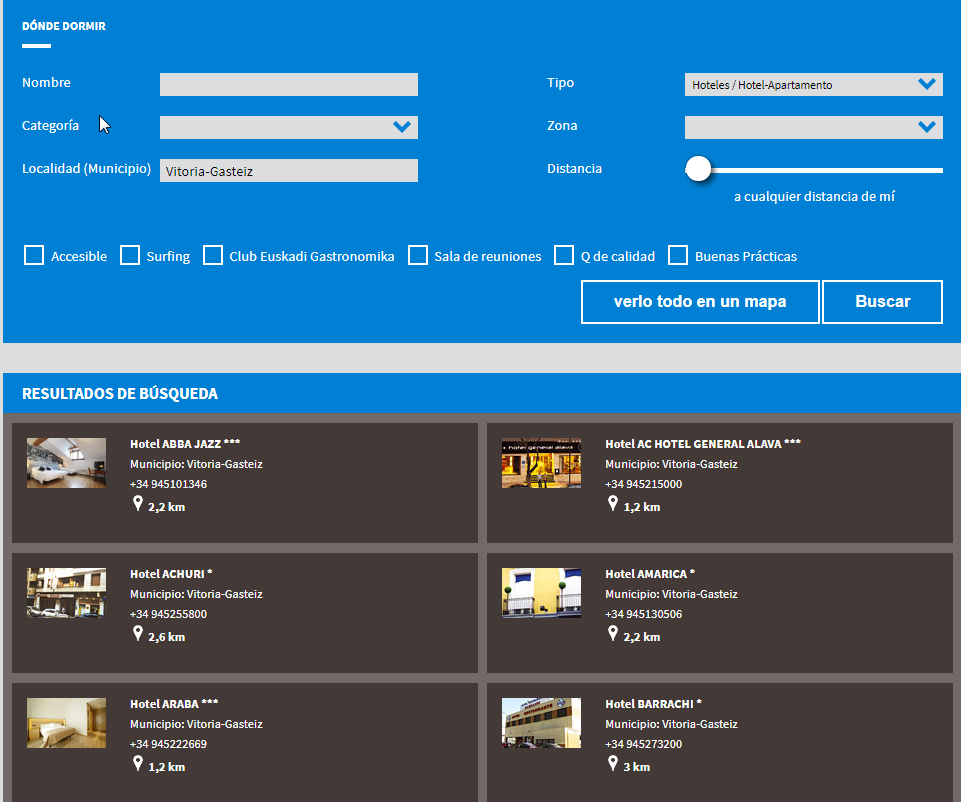 DÓNDE DORMIR
Nombre
Tipo
Hoteles / Hotel-Apartamento
Categoría
Zona
Localidad (Municipio)
Vitoria-Gasteiz
Distancia
a cualquier distancia de mí
Accesible
Surfing
Club Euskadi Gastronomika
Sala de reuniones
Q de calidad
Buenas Prácticas
verlo todo en un mapa
Buscar
RESULTADOS DE BÚSQUEDA
Hotel ABBA JAZZ ***
Municipio: Vitoria-Gasteiz
+34 945101346
2,2 km
Hotel AC HOTEL GENERAL ALAVA ***
Municipio: Vitoria-Gasteiz
+34 945215000
1,2 km
hotel general alava
Hotel ACHURI *
Municipio: Vitoria-Gasteiz
+34 945255800
2,6 km
Hotel AMARICA *
Municipio: Vitoria-Gasteiz
+34 945130506
2,2 km
Hotel ARABA ***
Municipio: Vitoria-Gasteiz
+34 945222669
1,2 km
Hotel BARRACHI *
Municipio: Vitoria-Gasteiz
+34 945273200
3 km